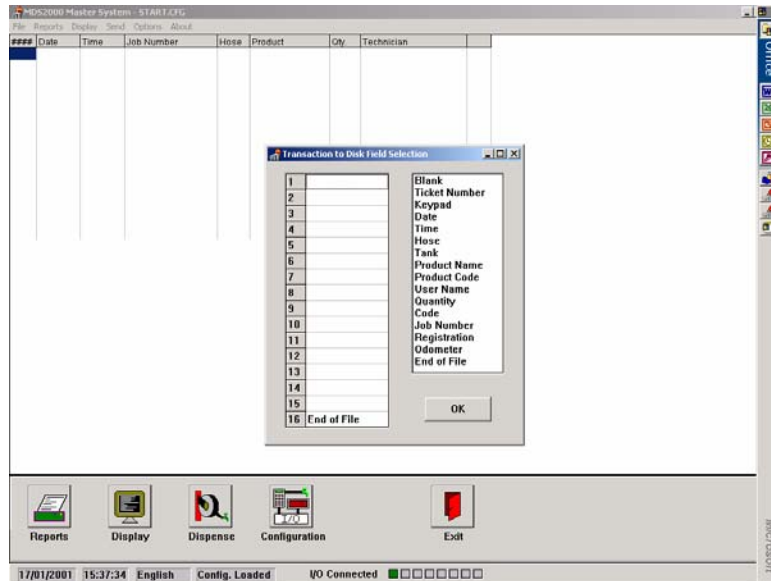 MDS2000 Master System - START.CFG
File Reports Display Send Options About
#### Date Time Job Number Hose Product Qty. Technician
Transaction to Disk Field Selection
1
2
3
4
5
6
7
8
9
10
11
12
13
14
15
16 End of File
Blank
Ticket Number
Keypad
Date
Time
Hose
Tank
Product Name
Product Code
User Name
Quantity
Code
Job Number
Registration
Odometer
End of File
OK
Office
Microsoft
I/O
Reports Display Dispense Configuration Exit
17/01/2001 15:37:34 English Config. Loaded I/O Connected